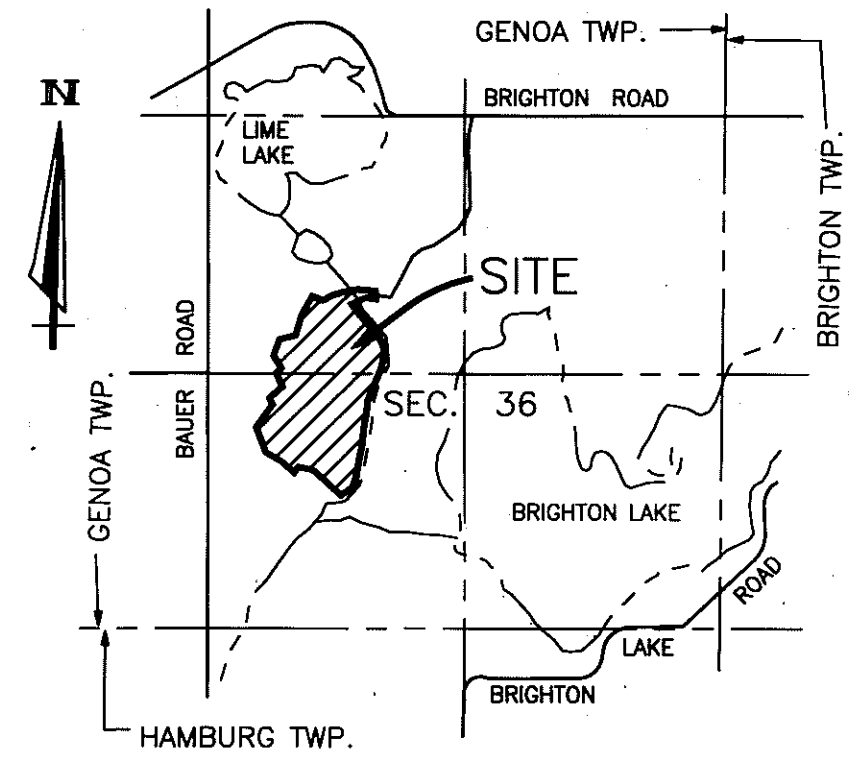 GENOA TWP.
N
BRIGHTON ROAD
LIME
LAKE
BRIGHTON TWP.
SITE
BAUER ROAD
GENOA TWP.
SEC. 36
BRIGHTON LAKE
ROAD
LAKE
BRIGHTON
HAMBURG TWP.